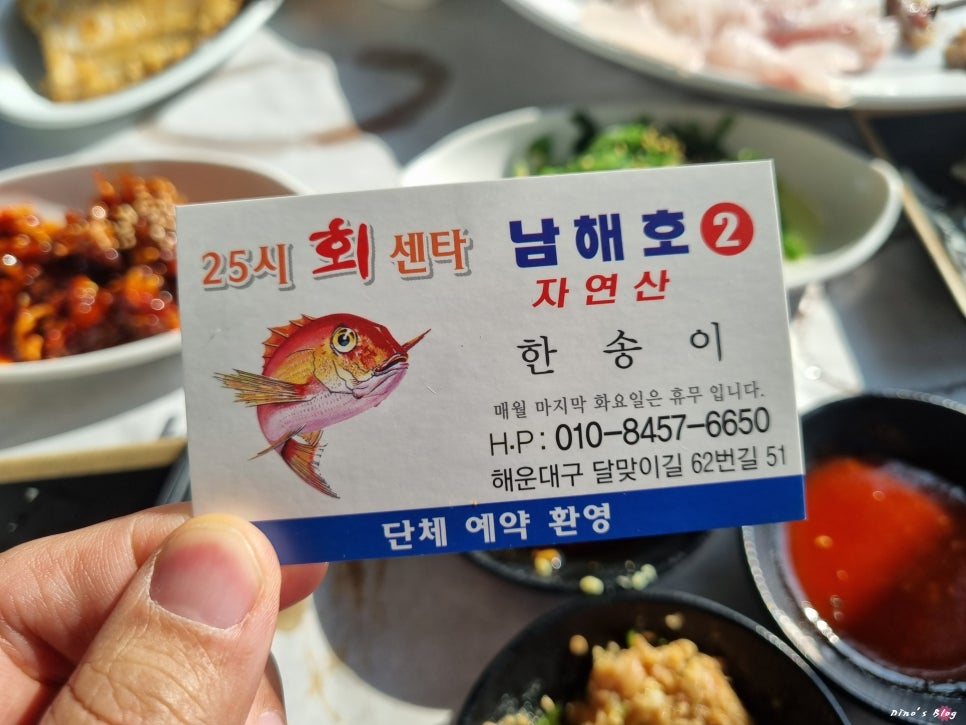 25시 회 센타
남해호 2
자연산
한송이
매월 마지막 화요일은 휴무 입니다.
H.P : 010-8457-6650
해운대구 달맞이길 62번길 51
단체 예약 환영
Dino's Blog